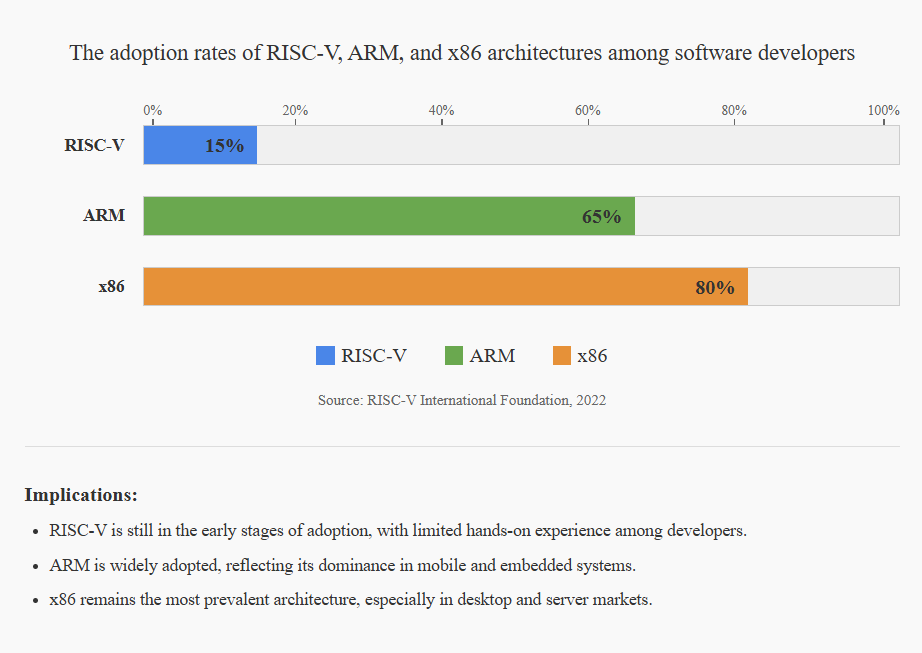 The adoption rates of RISC-V, ARM, and x86 architectures among software developers
0% 20% 40% 60% 80% 100%
RISC-V 15%
ARM 65%
x86 80%
RISC-V ARM x86
Source: RISC-V International Foundation, 2022
Implications:
• RISC-V is still in the early stages of adoption, with limited hands-on experience among developers.
• ARM is widely adopted, reflecting its dominance in mobile and embedded systems.
• x86 remains the most prevalent architecture, especially in desktop and server markets.